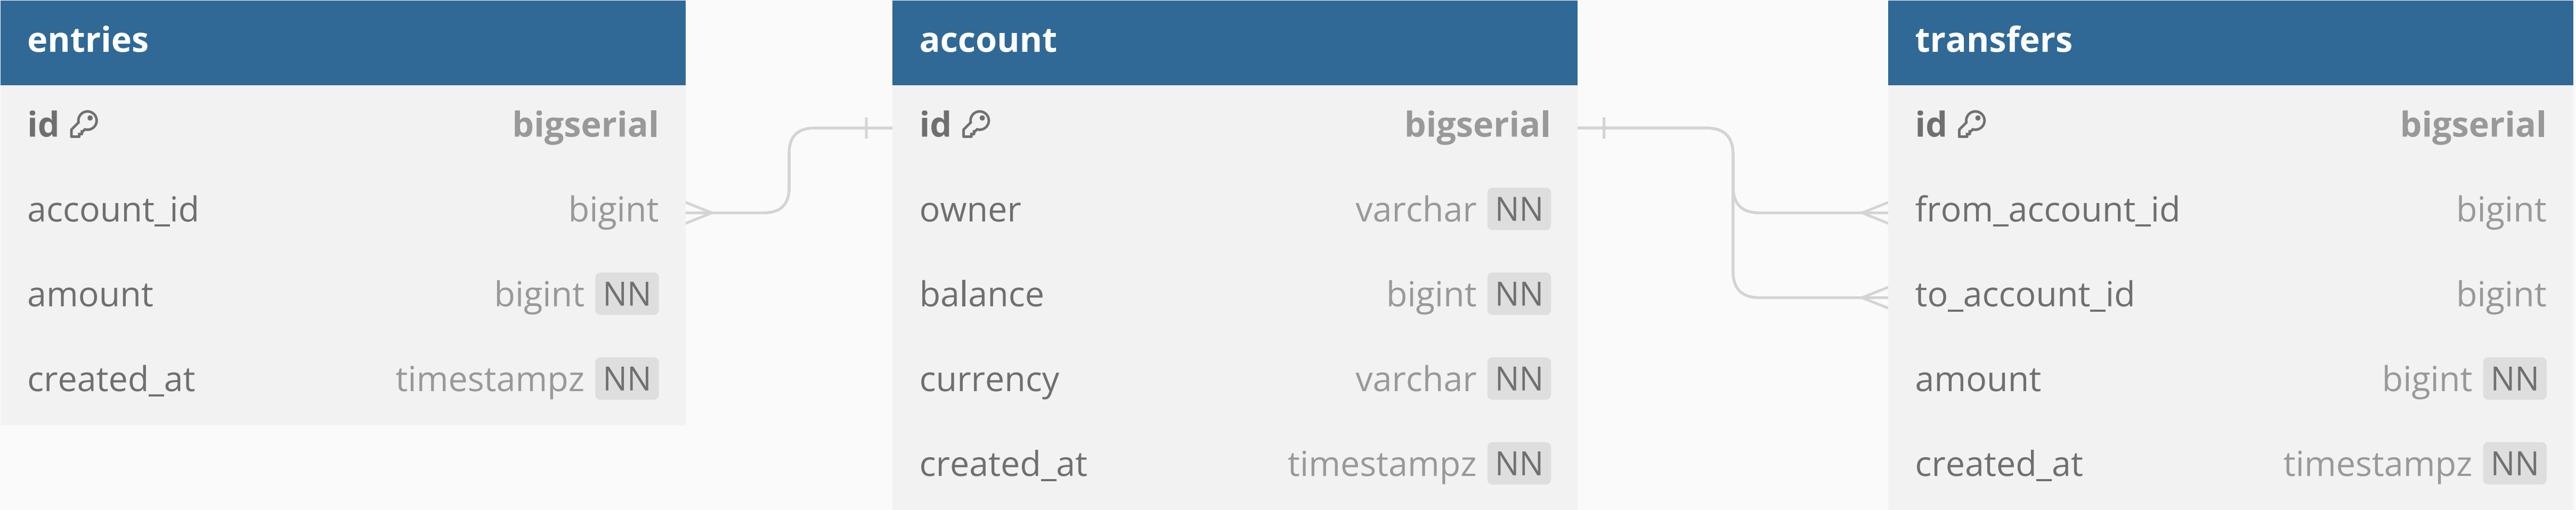 entries
id bigserial
account_id bigint
amount bigint NN
created_at timestampz NN
account
id bigserial
owner varchar NN
balance bigint NN
currency varchar NN
created_at timestampz NN
transfers
id bigserial
from_account_id bigint
to_account_id bigint
amount bigint NN
created_at timestampz NN